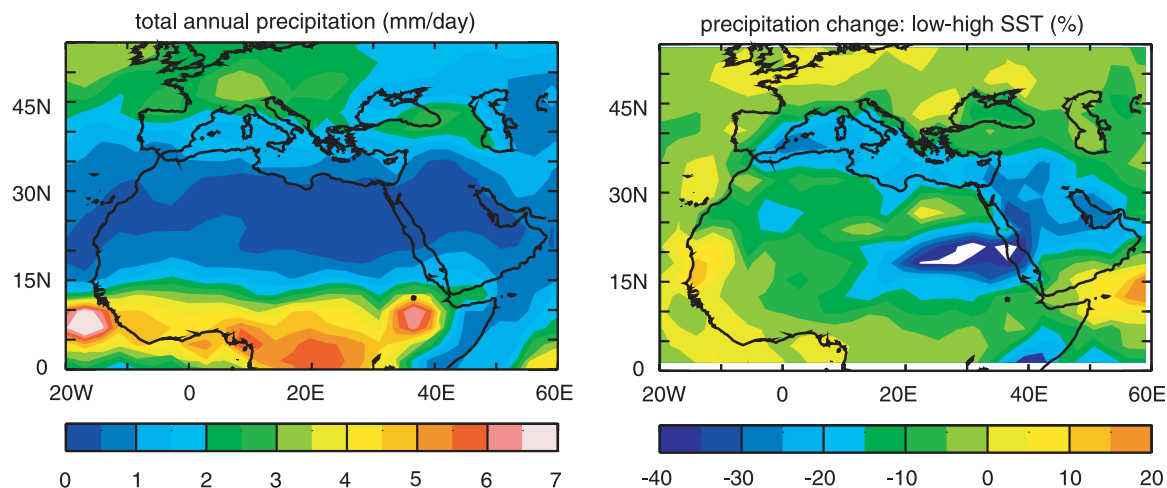 total annual precipitation (mm/day)
45N
30N
15N
0
20W 0 20E 40E 60E
0 1 2 3 4 5 6 7
precipitation change: low-high SST (%)
45N
30N
15N
0
20W 0 20E 40E 60E
-40 -30 -20 -10 0 10 20